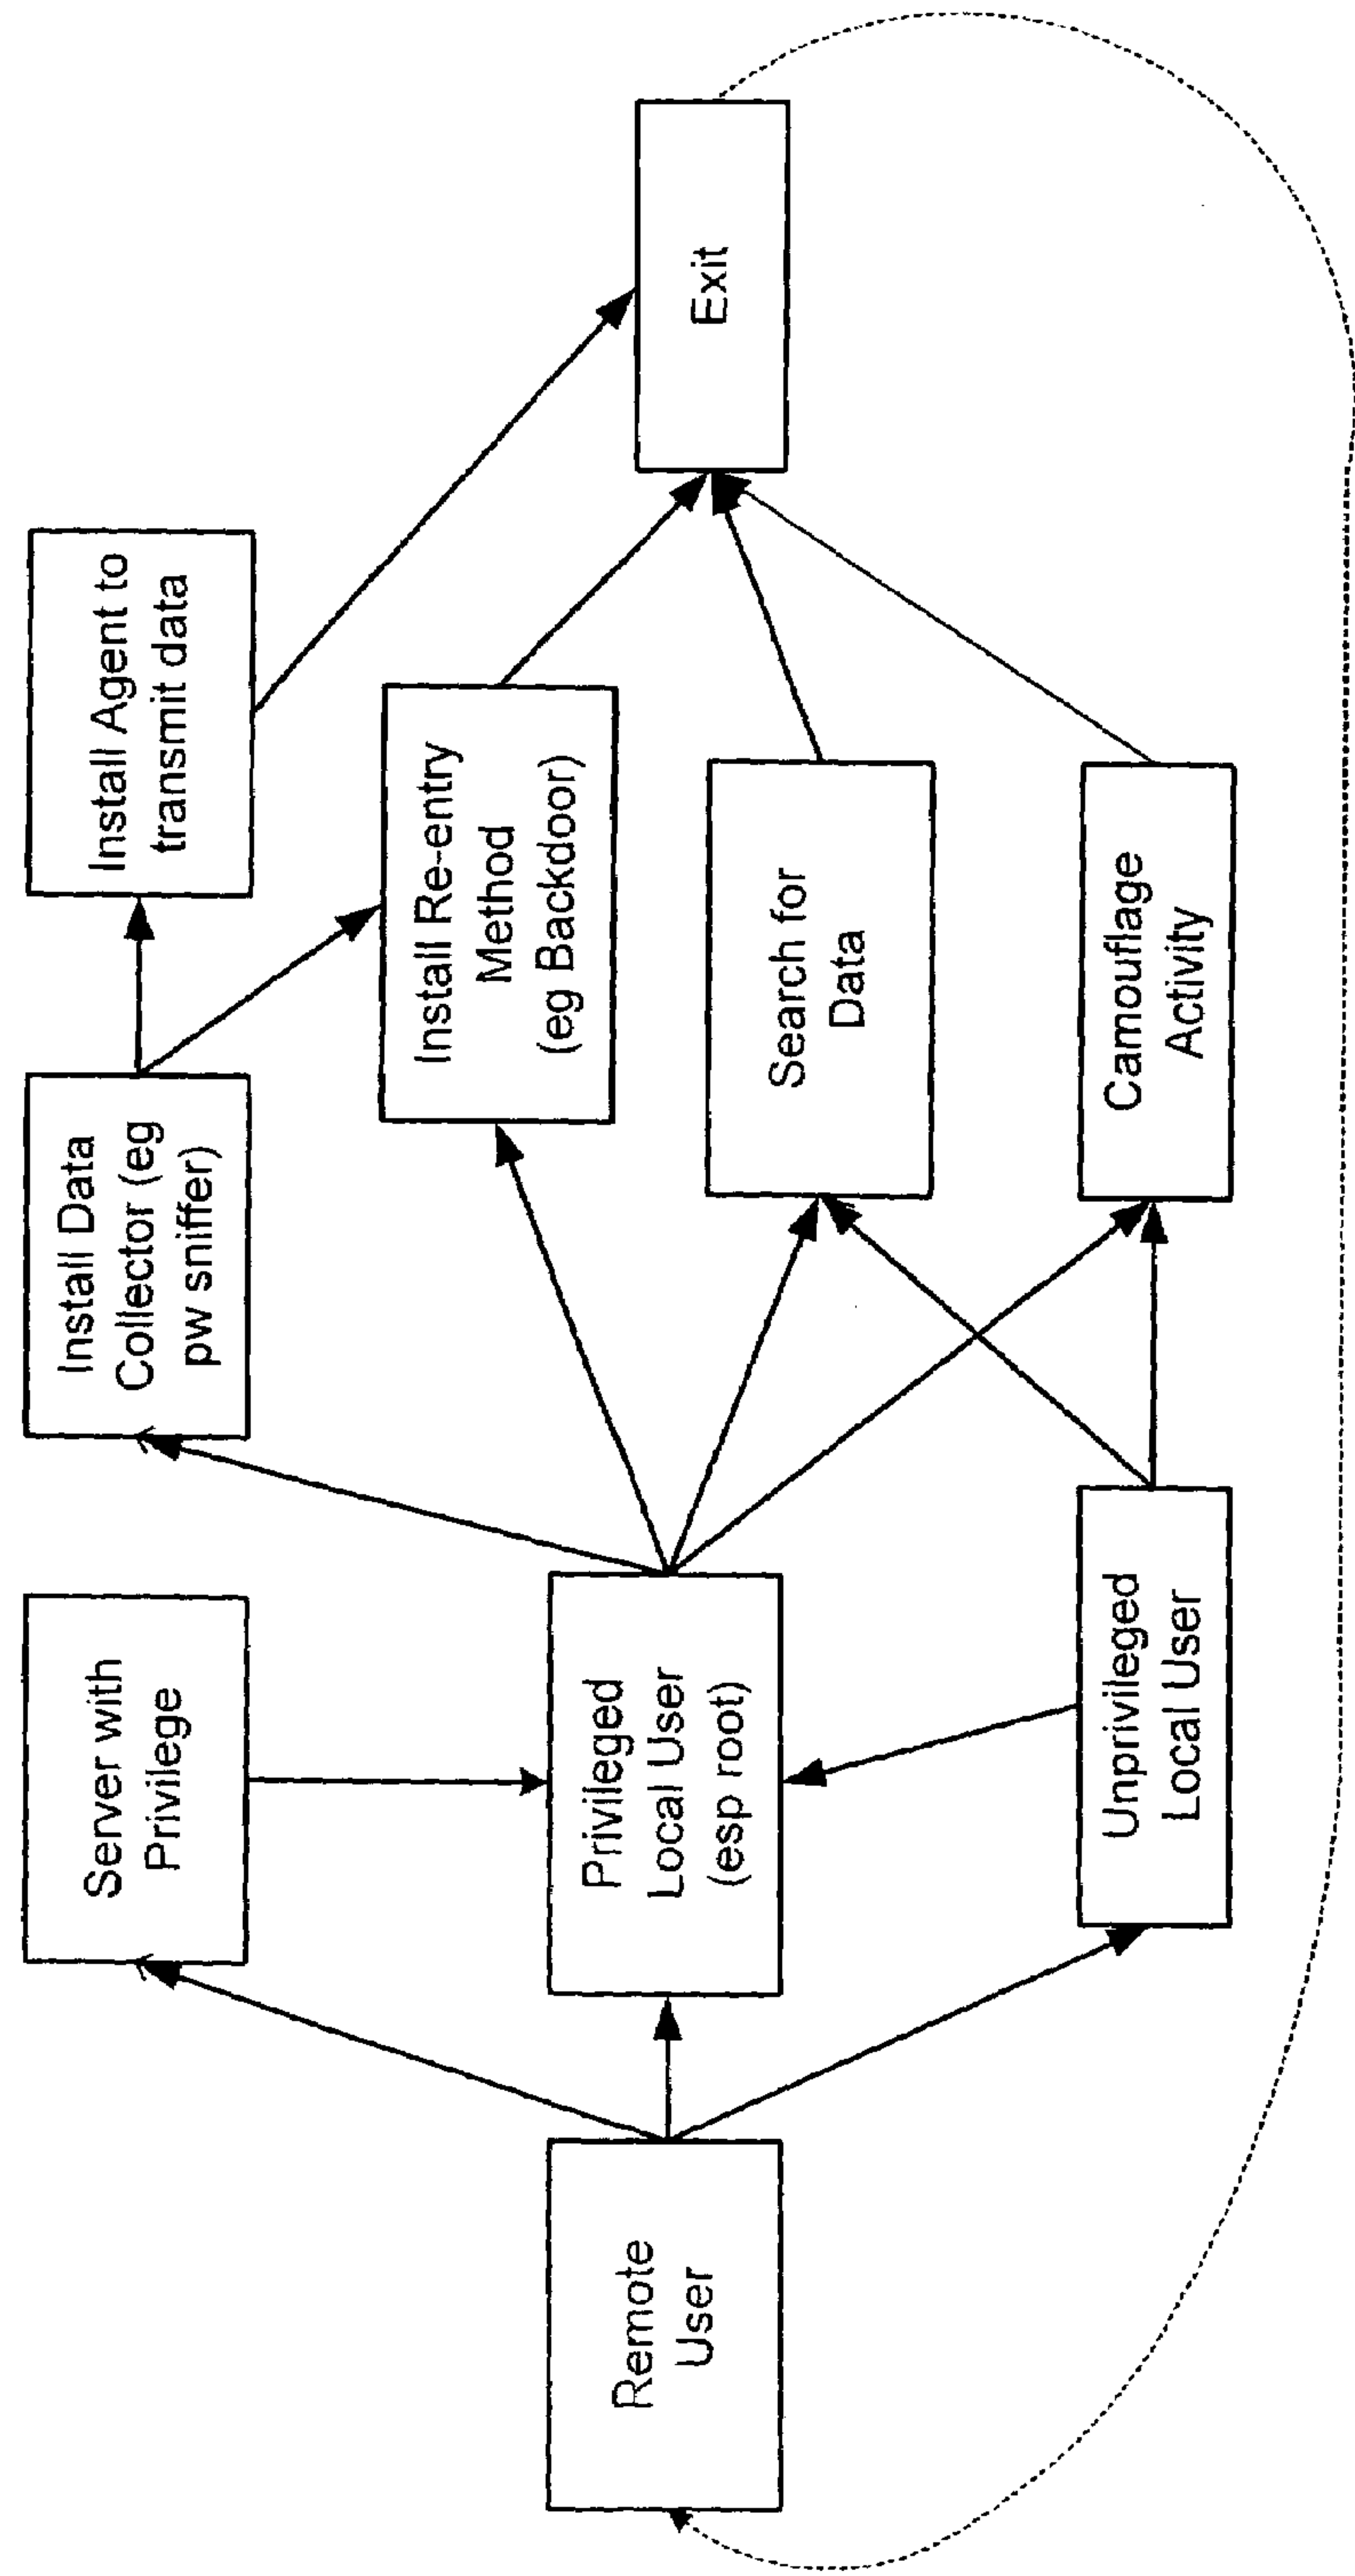 Remote
User
Server with
Privilege
Privileged
Local User
(esp root)
Unprivileged
Local User
Install Data
Collector (eg
pw sniffer)
Install Agent to
transmit data
Install Re-entry
Method
(eg Backdoor)
Search for
Data
Camouflage
Activity
Exit